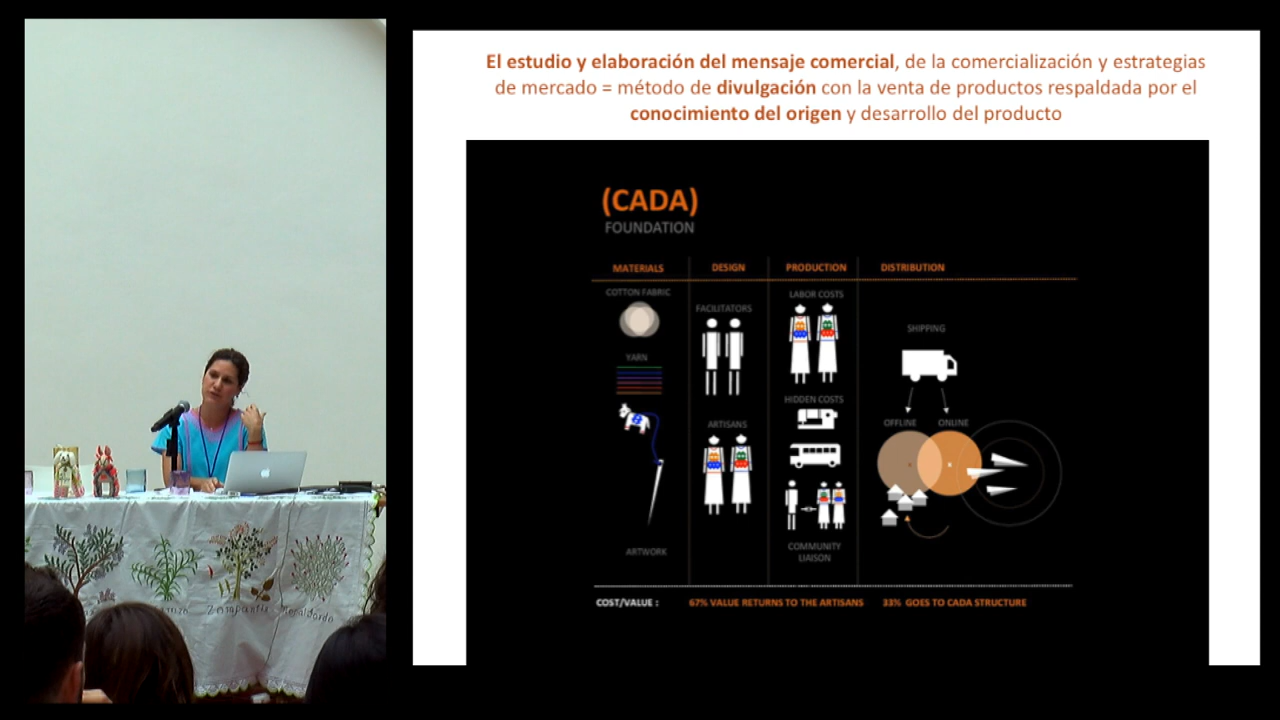 El estudio y elaboración del mensaje comercial, de la comercialización y estrategias
de mercado = método de divulgación con la venta de productos respaldada por el
conocimiento del origen y desarrollo del producto
(CADA)
FOUNDATION
MATERIALS
DESIGN
PRODUCTION
DISTRIBUTION
COTTON FABRIC
YARN
ARTWORK
FACILITATORS
ARTISANS
LABOR COSTS
HIDDEN COSTS
COMMUNITY
LIAISON
SHIPPING
OFFLINE
ONLINE
COST/VALUE :
67% VALUE RETURNS TO THE ARTISANS
33% GOES TO CADA STRUCTURE
Zompantle